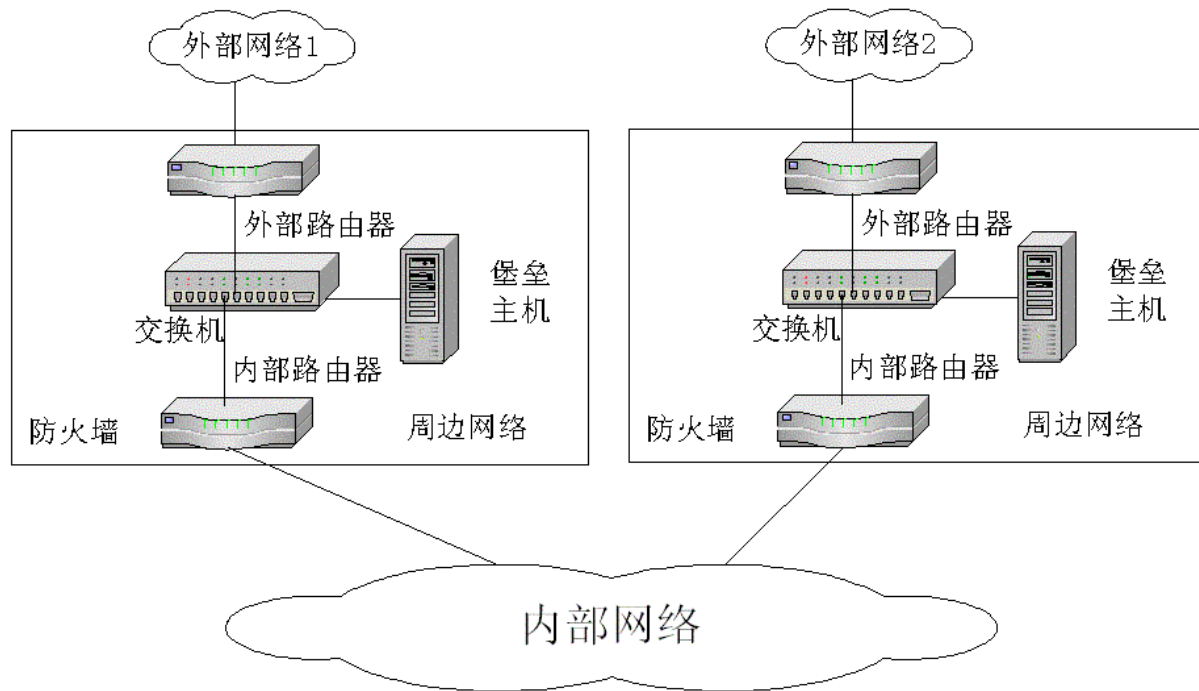 外部网络1
外部网络2
外部路由器
外部路由器
堡垒
主机
堡垒
主机
交换机
交换机
内部路由器
内部路由器
防火墙
周边网络
防火墙
周边网络
内部网络